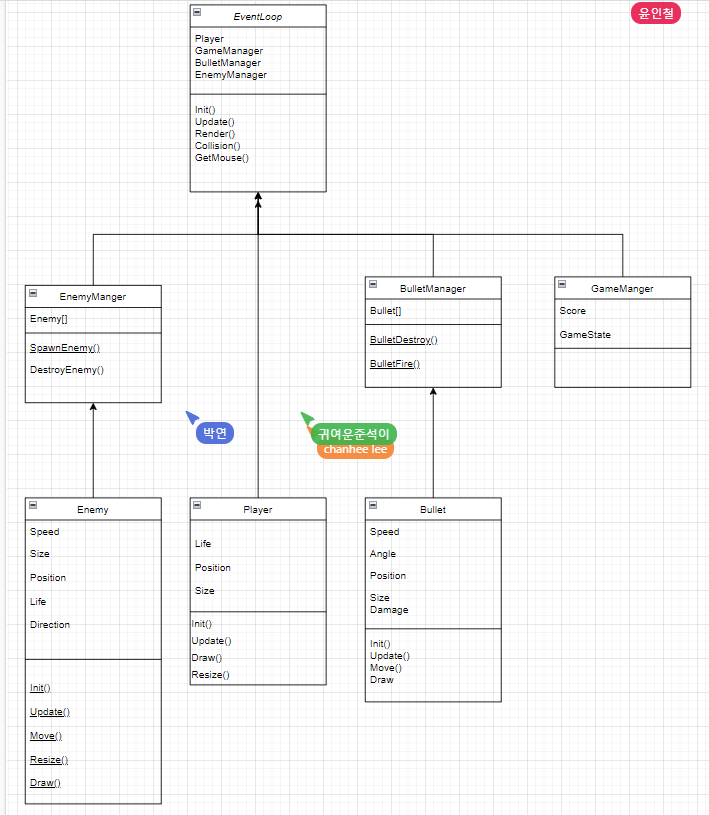 윤인철
EventLoop
Player
GameManager
BulletManager
EnemyManager
Init()
Update()
Render()
Collision()
GetMouse()
EnemyManger
Enemy[]
SpawnEnemy()
DestroyEnemy()
BulletManager
Bullet[]
BulletDestroy()
BulletFire()
GameManger
Score
GameState
박연
귀여운준석이
chanhee lee
Enemy
Speed
Size
Position
Life
Direction
Init()
Update()
Move()
Resize()
Draw()
Player
Life
Position
Size
Init()
Update()
Draw()
Resize()
Bullet
Speed
Angle
Position
Size
Damage
Init()
Update()
Move()
Draw